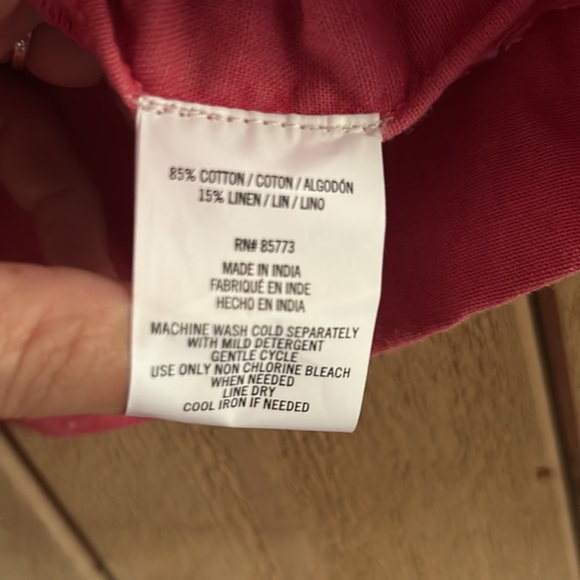 85% COTTON / COTON / ALGODÓN
15% LINEN / LIN / LINO
RN# 85773
MADE IN INDIA
FABRIQUÉ EN INDE
HECHO EN INDIA
MACHINE WASH COLD SEPARATELY
WITH MILD DETERGENT
GENTLE CYCLE
USE ONLY NON CHLORINE BLEACH
WHEN NEEDED
LINE DRY
COOL IRON IF NEEDED